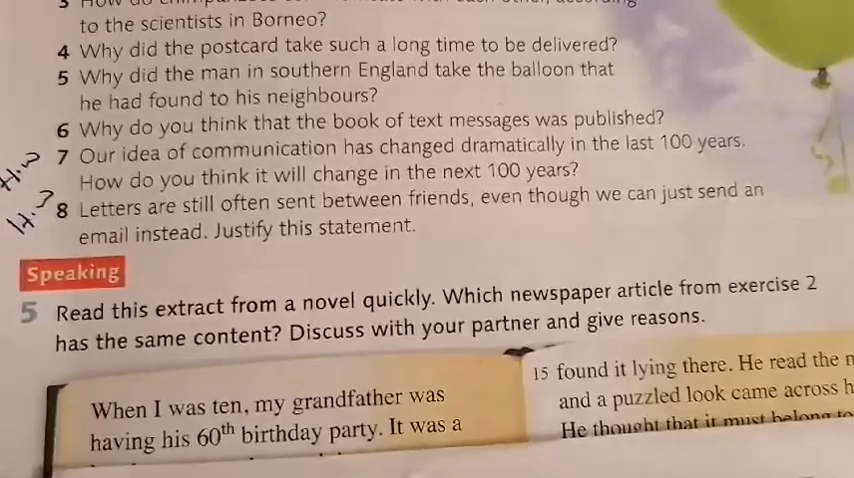 3 How do
to the scientists in Borneo?
4 Why did the postcard take such a long time to be delivered?
5 Why did the man in southern England take the balloon that
he had found to his neighbours?
6 Why do you think that the book of text messages was published?
H.W 7 Our idea of communication has changed dramatically in the last 100 years.
How do you think it will change in the next 100 years?
8 Letters are still often sent between friends, even though we can just send an
email instead. Justify this statement.
Speaking
5 Read this extract from a novel quickly. Which newspaper article from exercise 2
has the same content? Discuss with your partner and give reasons.
When I was ten, my grandfather was
having his 60th birthday party. It was a
15 found it lying there. He read the
and a puzzled look came across
He thought that it must belong to